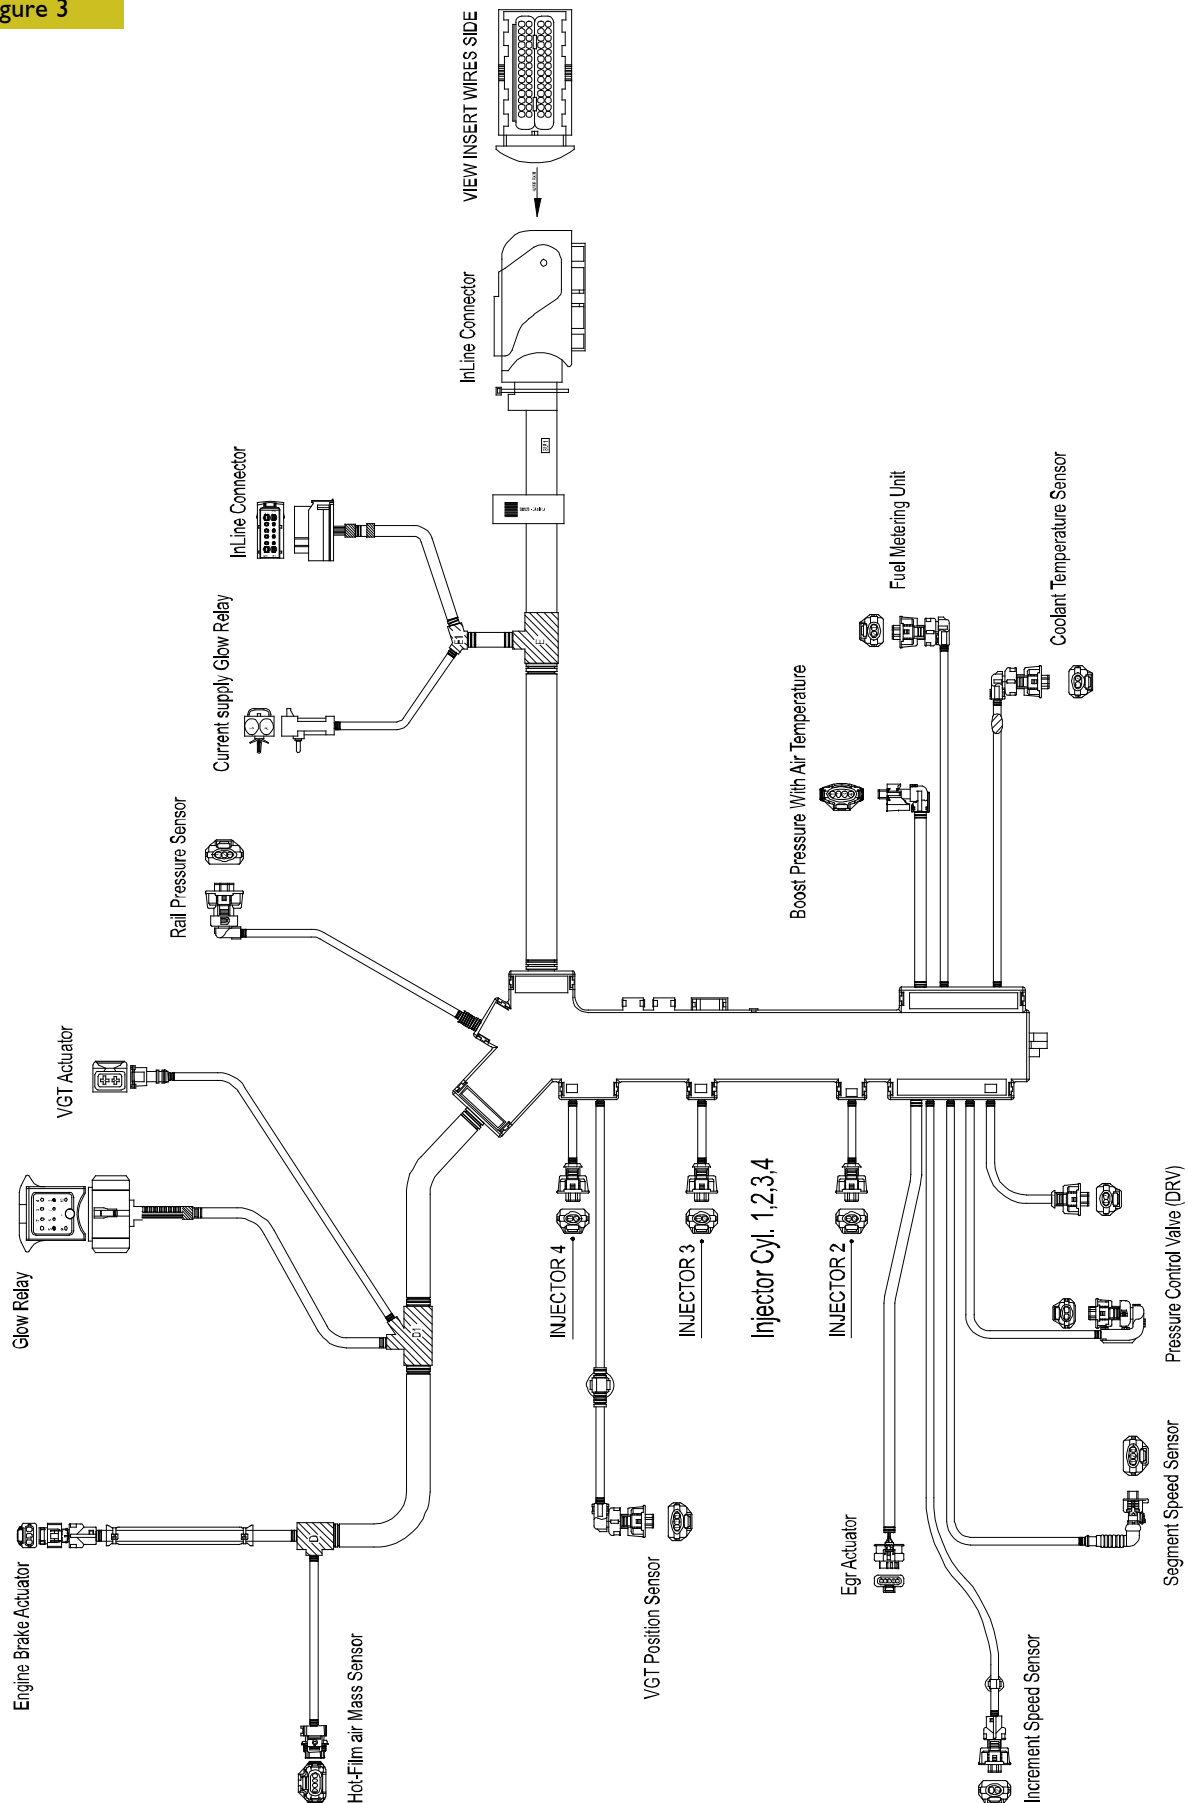 gure 3
VIEW INSERT WIRES SIDE
InLine Connector
InLine Connector
Current supply Glow Relay
Rail Pressure Sensor
VGT Actuator
Glow Relay
Engine Brake Actuator
Hot-Film air Mass Sensor
Fuel Metering Unit
Coolant Temperature Sensor
Boost Pressure With Air Temperature
INJECTOR 4
INJECTOR 3
Injector Cyl. 1,2,3,4
INJECTOR 2
VGT Position Sensor
Egr Actuator
Increment Speed Sensor
Segment Speed Sensor
Pressure Control Valve (DRV)
E1
E
D1
D